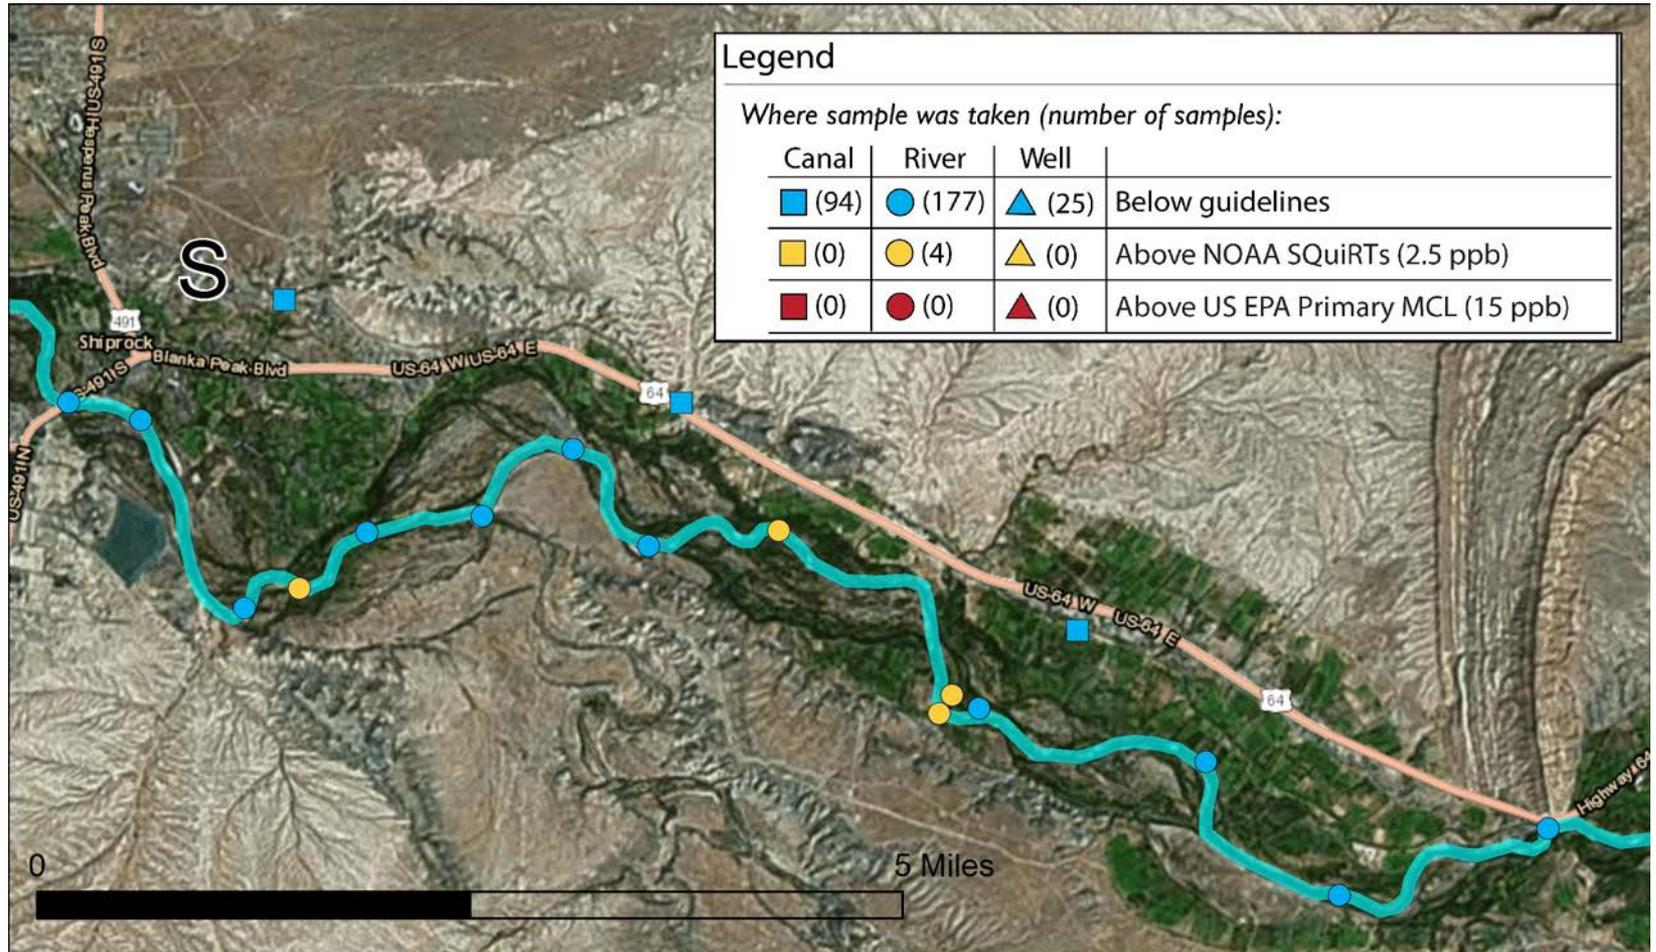 Legend
Where sample was taken (number of samples):
Canal River Well
(94) (177) (25) Below guidelines
(0) (4) (0) Above NOAA SQuiRTs (2.5 ppb)
(0) (0) (0) Above US EPA Primary MCL (15 ppb)
US-491 S
Hesperus Peak Blvd
S
491
Shiprock
S-491 S
Blanka Peak Blvd
US-64 W US-64 E
64
US-491 N
US-64 W
US-64 E
64
Highway 64
0 5 Miles